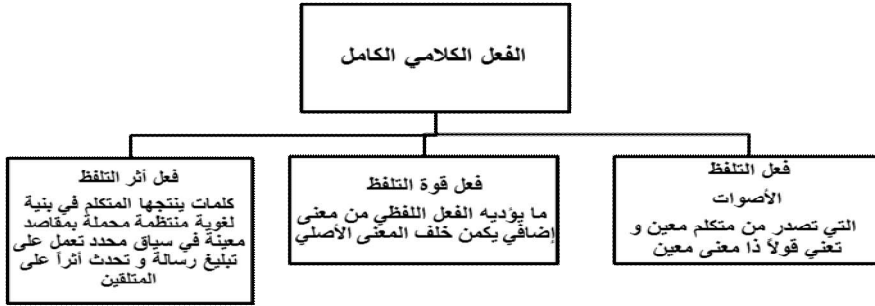 الفعل الكلامي الكامل
فعل التلفظ
الأصوات
التي تصدر من متكلم معين و
تعني قولاً ذا معنى معين
فعل قوة التلفظ
ما يؤديه الفعل اللفظي من معنى
إضافي يكمن خلف المعنى الأصلي
فعل أثر التلفظ
كلمات ينتجها المتكلم في بنية
لغوية منتظمة محملة بمقاصد
معينة في سياق محدد تعمل على
تبليغ رسالة و تحدث أثراً على
المتلقين